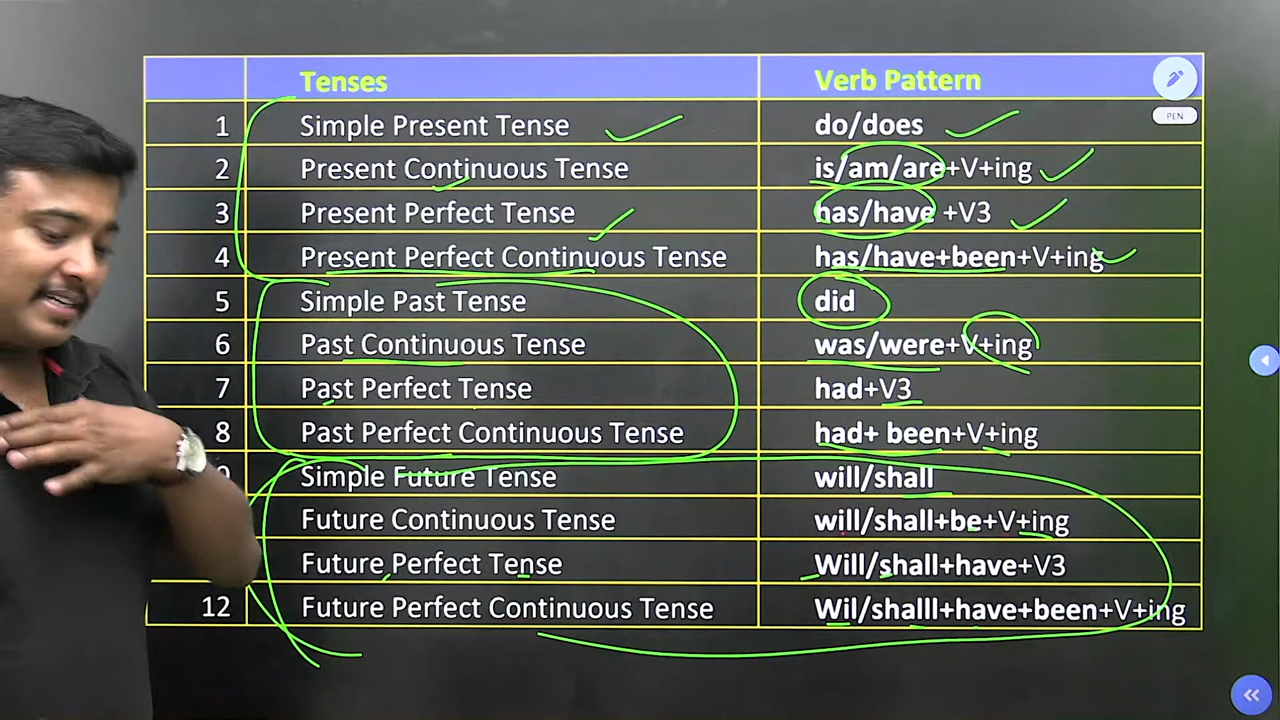 Tenses Verb Pattern
PEN
1 Simple Present Tense do/does
2 Present Continuous Tense is/am/are+V+ing
3 Present Perfect Tense has/have +V3
4 Present Perfect Continuous Tense has/have+been+V+ing
5 Simple Past Tense did
6 Past Continuous Tense was/were+V+ing
7 Past Perfect Tense had+V3
8 Past Perfect Continuous Tense had+ been+V+ing
9 Simple Future Tense will/shall
Future Continuous Tense will/shall+be+V+ing
Future Perfect Tense Will/shall+have+V3
12 Future Perfect Continuous Tense Wil/shalll+have+been+V+ing